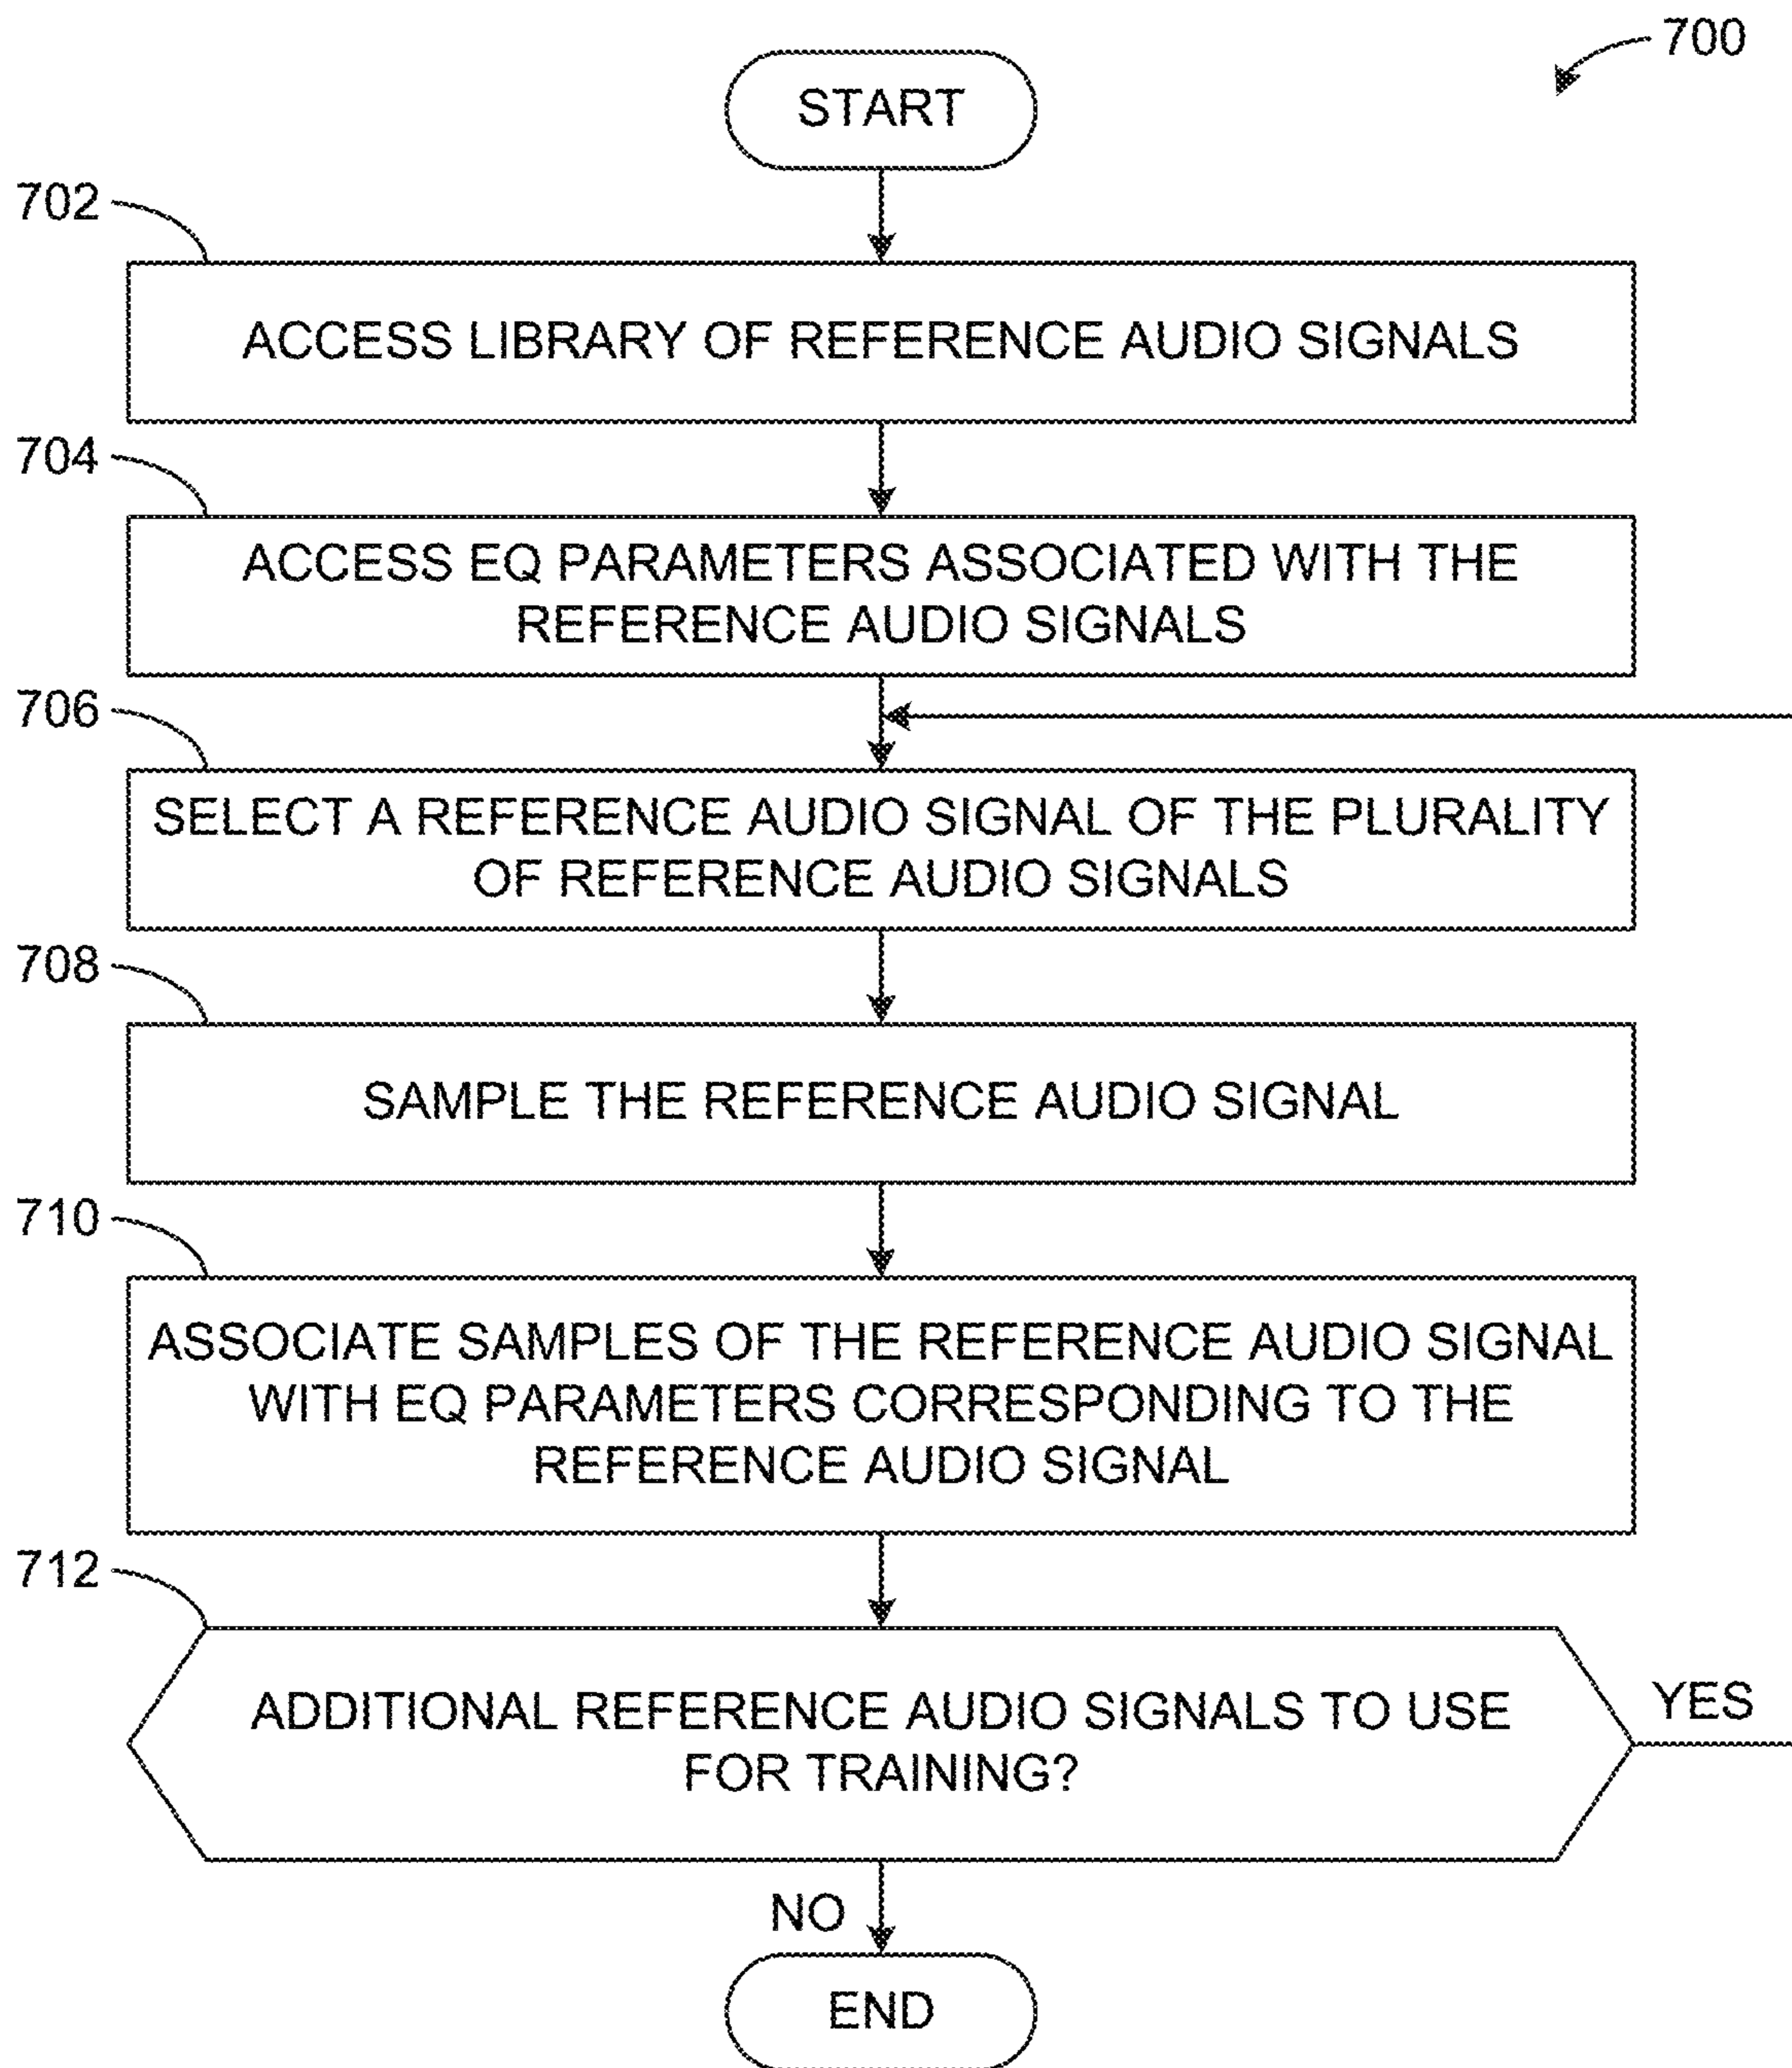 700
START
702
ACCESS LIBRARY OF REFERENCE AUDIO SIGNALS
704
ACCESS EQ PARAMETERS ASSOCIATED WITH THE
REFERENCE AUDIO SIGNALS
706
SELECT A REFERENCE AUDIO SIGNAL OF THE PLURALITY
OF REFERENCE AUDIO SIGNALS
708
SAMPLE THE REFERENCE AUDIO SIGNAL
710
ASSOCIATE SAMPLES OF THE REFERENCE AUDIO SIGNAL
WITH EQ PARAMETERS CORRESPONDING TO THE
REFERENCE AUDIO SIGNAL
712
ADDITIONAL REFERENCE AUDIO SIGNALS TO USE
FOR TRAINING?
YES
NO
END